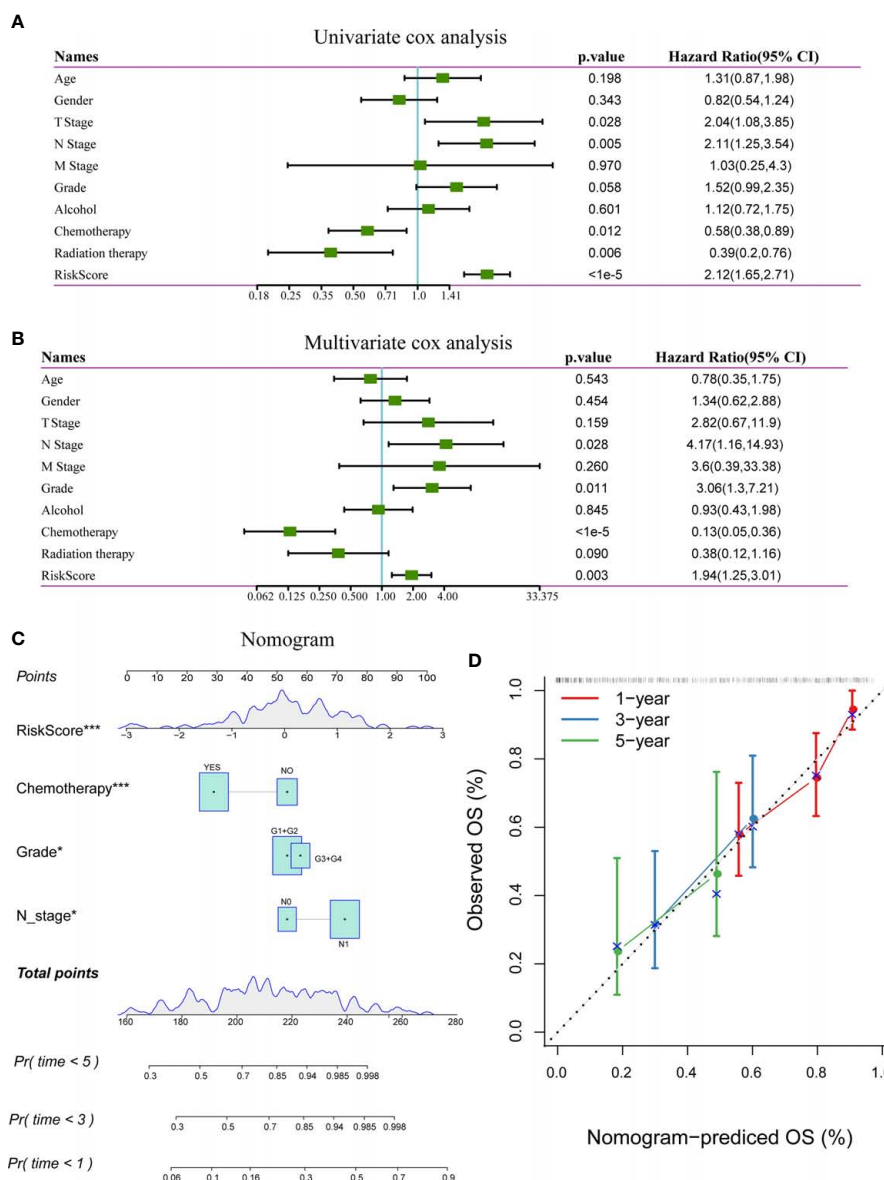 A
Univariate cox analysis
Names p.value Hazard Ratio(95% CI)
Age 0.198 1.31(0.87,1.98)
Gender 0.343 0.82(0.54,1.24)
T Stage 0.028 2.04(1.08,3.85)
N Stage 0.005 2.11(1.25,3.54)
M Stage 0.970 1.03(0.25,4.3)
Grade 0.058 1.52(0.99,2.35)
Alcohol 0.601 1.12(0.72,1.75)
Chemotherapy 0.012 0.58(0.38,0.89)
Radiation therapy 0.006 0.39(0.2,0.76)
RiskScore <1e-5 2.12(1.65,2.71)
0.18 0.25 0.35 0.50 0.71 1.0 1.41
B
Multivariate cox analysis
Names p.value Hazard Ratio(95% CI)
Age 0.543 0.78(0.35,1.75)
Gender 0.454 1.34(0.62,2.88)
T Stage 0.159 2.82(0.67,11.9)
N Stage 0.028 4.17(1.16,14.93)
M Stage 0.260 3.6(0.39,33.38)
Grade 0.011 3.06(1.3,7.21)
Alcohol 0.845 0.93(0.43,1.98)
Chemotherapy <1e-5 0.13(0.05,0.36)
Radiation therapy 0.090 0.38(0.12,1.16)
RiskScore 0.003 1.94(1.25,3.01)
0.062 0.125 0.250 0.500 1.00 2.00 4.00 33.375
C
Nomogram
Points
0 10 20 30 40 50 60 70 80 90 100
RiskScore***
−3 −2 −1 0 1 2 3
Chemotherapy***
YES NO
Grade*
G1+G2
G3+G4
N_stage*
N0
N1
Total points
160 180 200 220 240 260 280
Pr( time < 5 )
0.3 0.5 0.7 0.85 0.94 0.985 0.998
Pr( time < 3 )
0.3 0.5 0.7 0.85 0.94 0.985 0.998
Pr( time < 1 )
0.06 0.1 0.16 0.3 0.5 0.7 0.9
D
1−year
3−year
5−year
Observed OS (%)
1.0
0.8
0.6
0.4
0.2
0.0
0.0 0.2 0.4 0.6 0.8 1.
Nomogram−prediced OS (%)